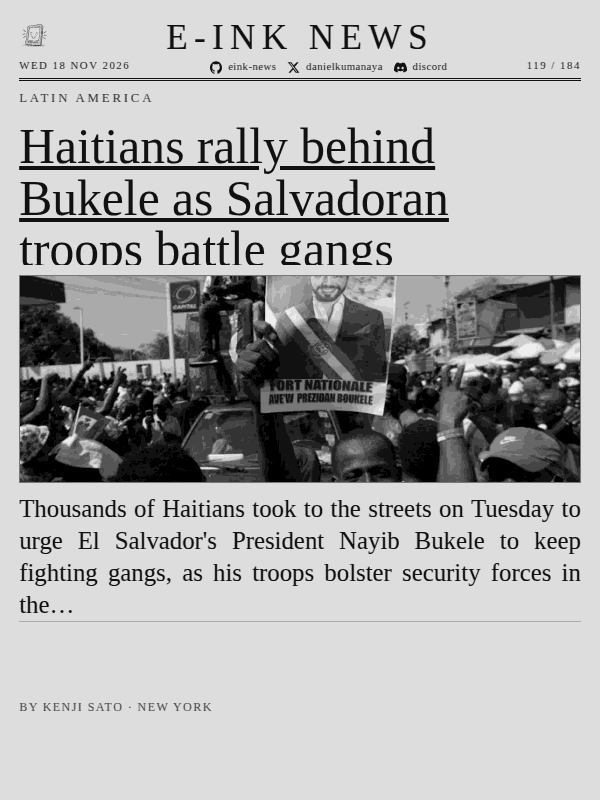 E-INK NEWS
WED 18 NOV 2026
eink-news danielkumanaya discord
119 / 184
LATIN AMERICA
Haitians rally behind
Bukele as Salvadoran
troops battle gangs
CAPITAL
FORT NATIONALE
AVE'W PREZIDAN BOUKELE
Thousands of Haitians took to the streets on Tuesday to
urge El Salvador's President Nayib Bukele to keep
fighting gangs, as his troops bolster security forces in
the…
BY KENJI SATO · NEW YORK